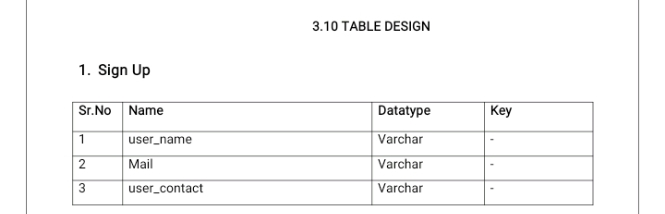 3.10 TABLE DESIGN
1. Sign Up
Sr.No Name Datatype Key
1 user_name Varchar -
2 Mail Varchar -
3 user_contact Varchar -